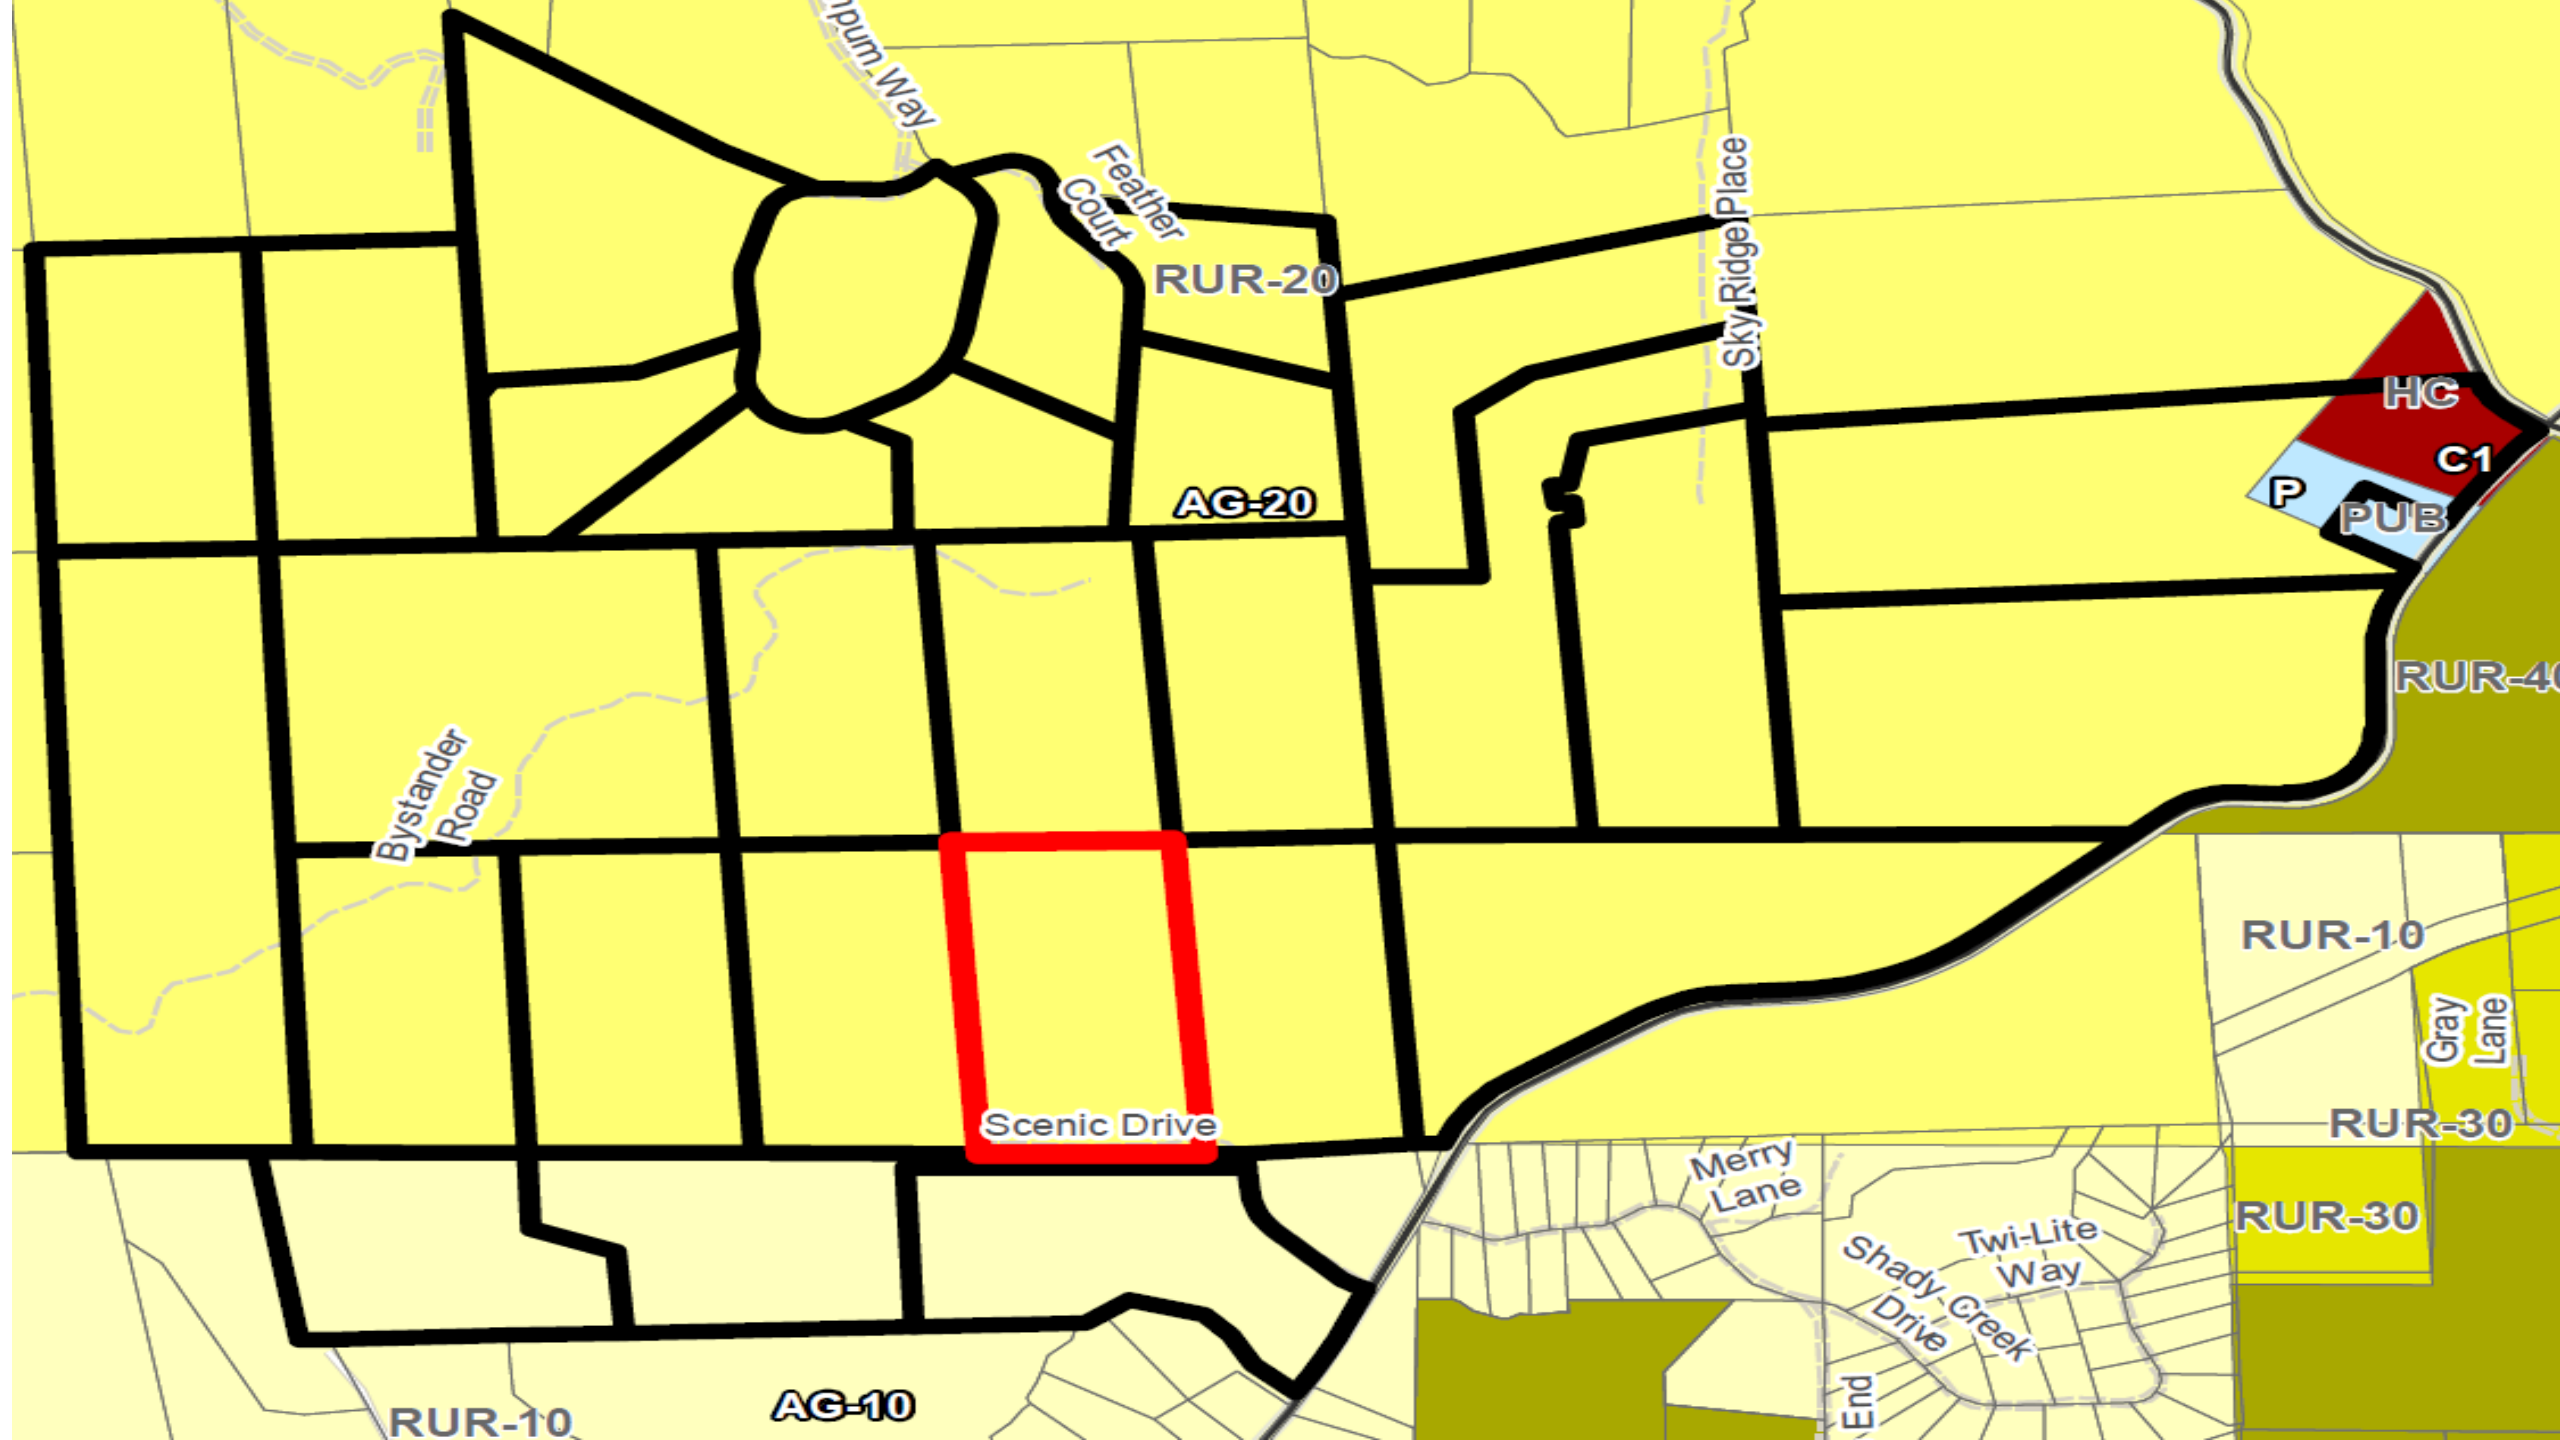 Way
Feather
Court
Sky Ridge Place
RUR-20
HC
C1
P
PUB
AG-20
RUR-40
Bystander
Road
RUR-10
Gray
Lane
Scenic Drive
RUR-30
Merry
Lane
RUR-30
Twi-Lite
Way
Shady Creek
Drive
End
AG-10
RUR-10